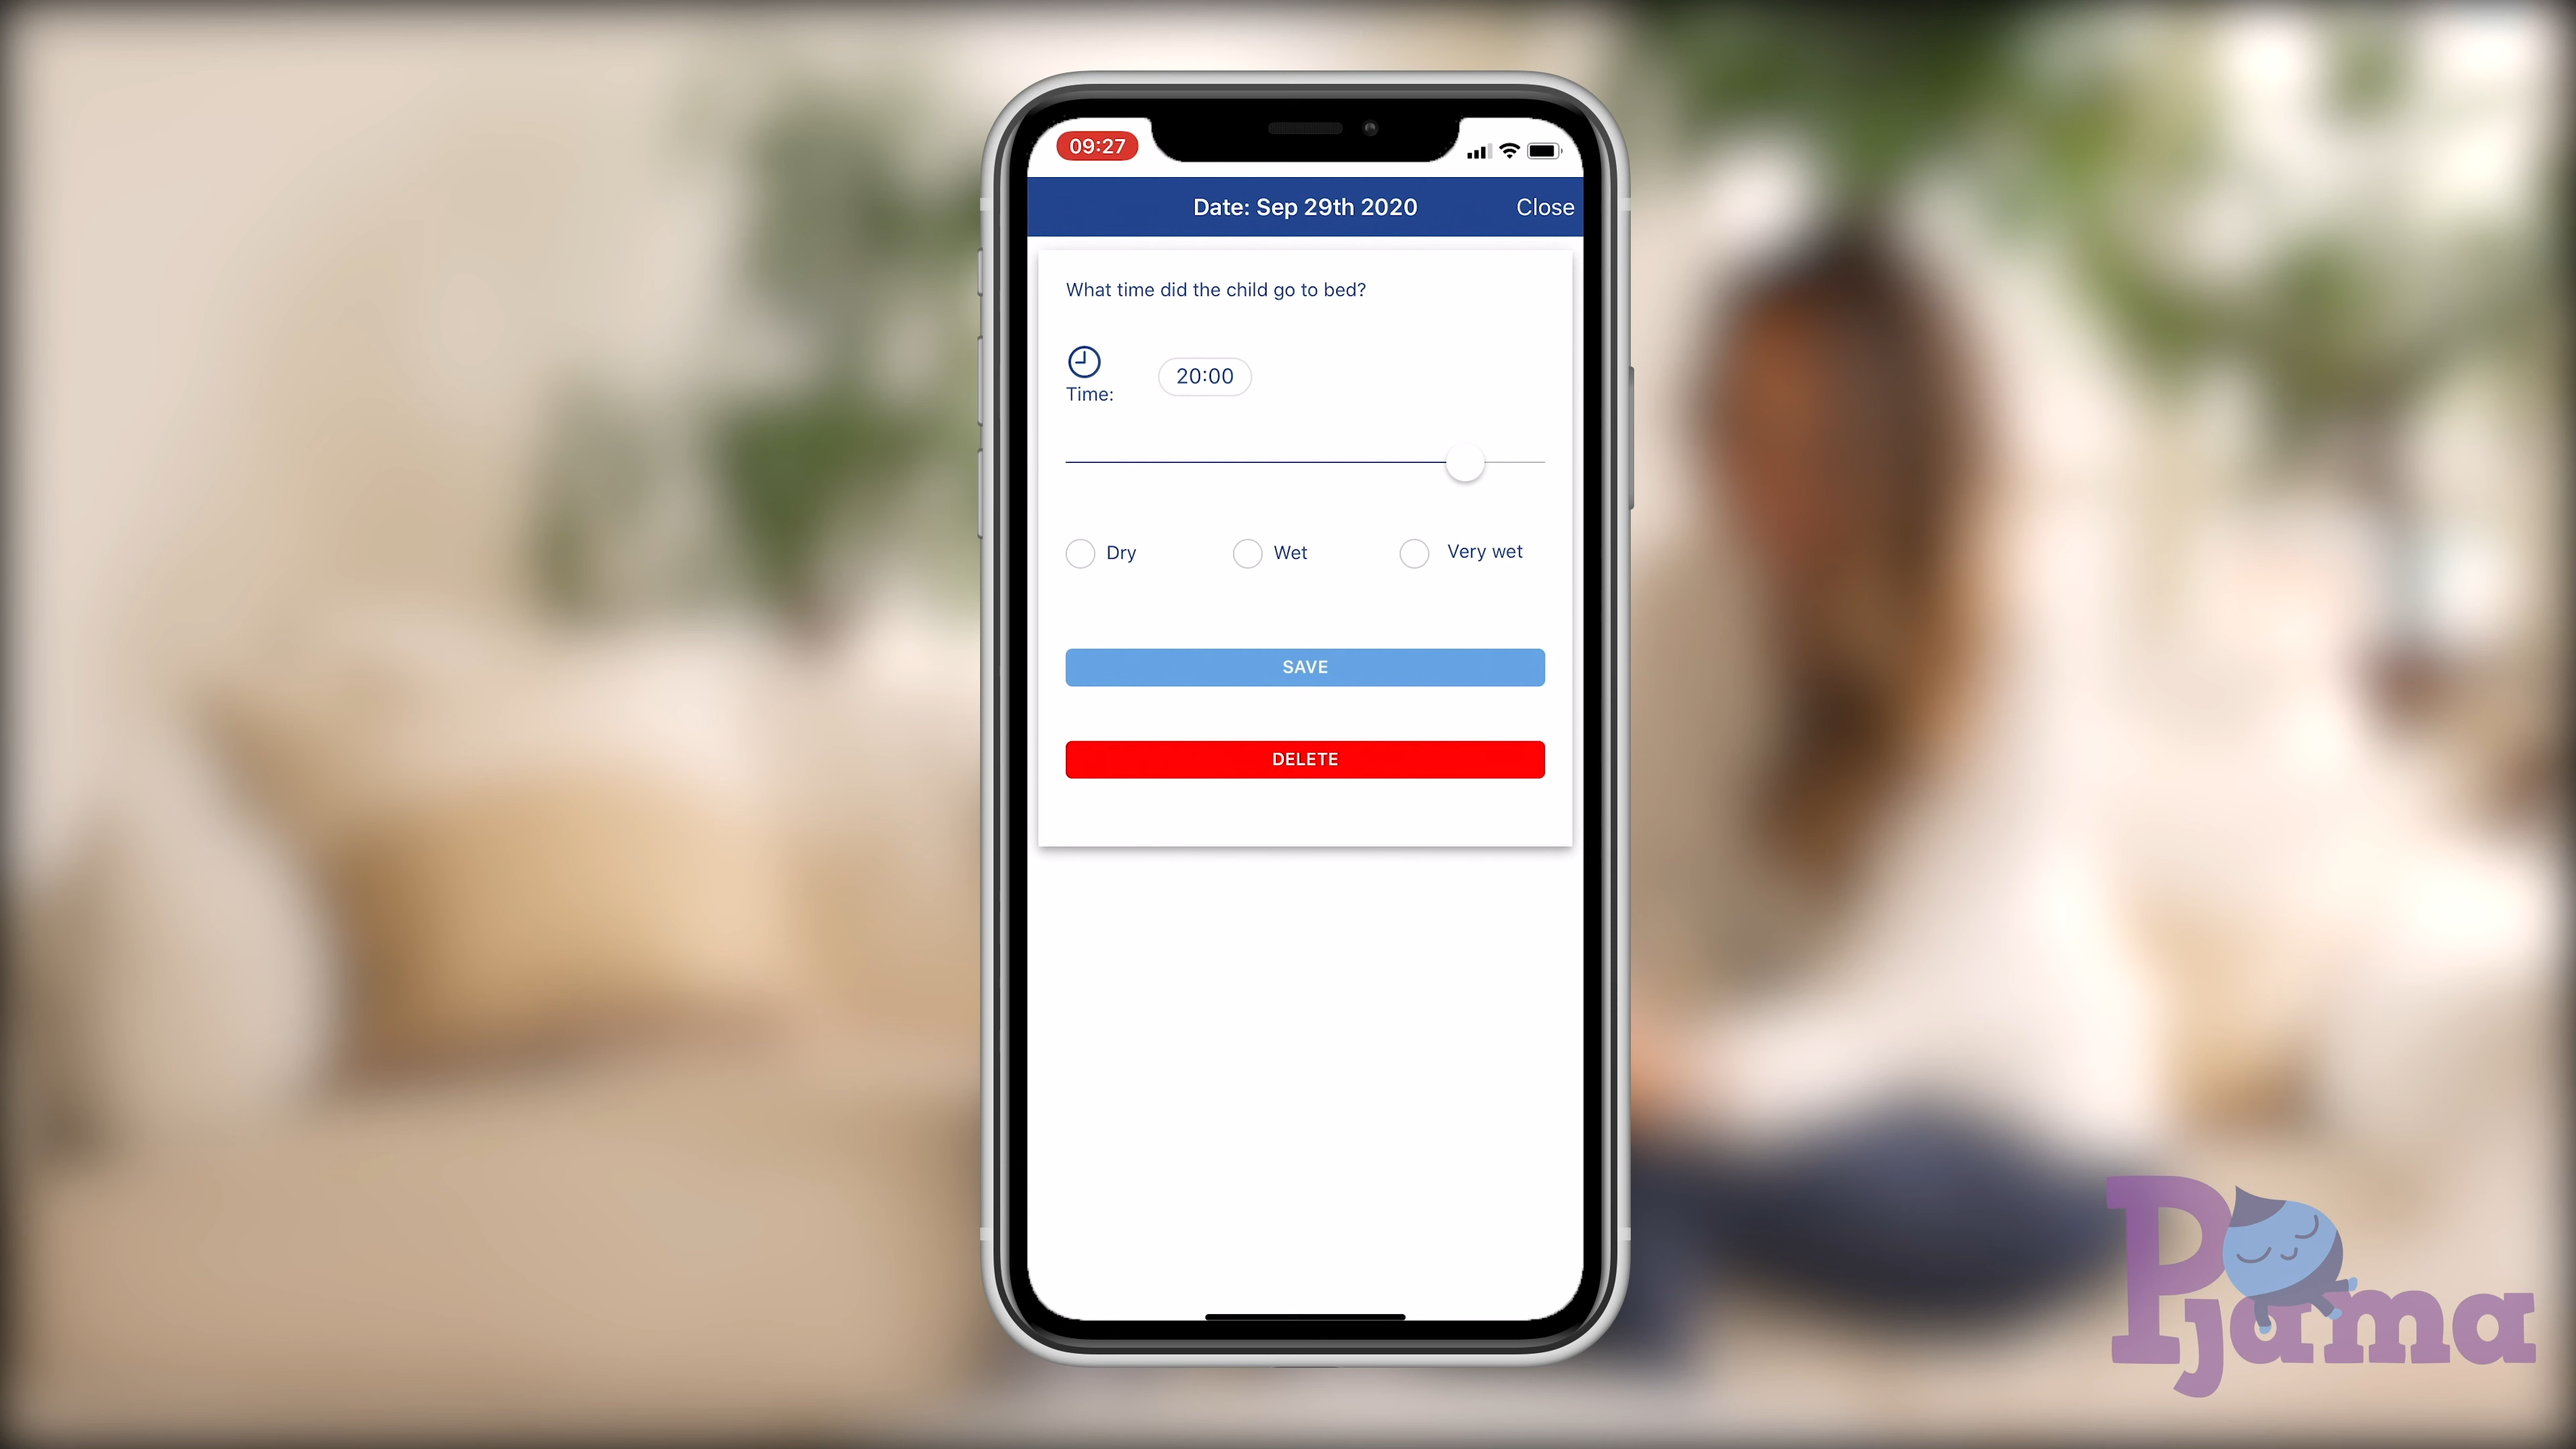 09:27
Date: Sep 29th 2020 Close
What time did the child go to bed?
Time: 20:00
Dry Wet Very wet
SAVE
DELETE
Pjama